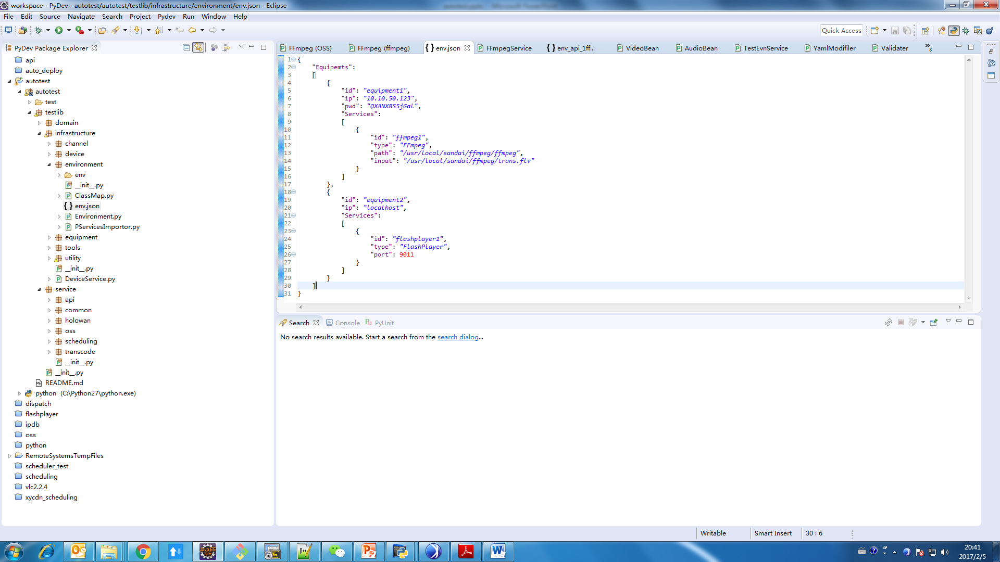 workspace - PyDev - autotest/autotest/testlib/infrastructure/environment/env.json - Eclipse
File Edit Source Navigate Search Project Pydev Run Window Help
Quick Access
PyDev Package Explorer
api
auto_deploy
autotest
autotest
test
testlib
domain
infrastructure
channel
device
environment
env
__init__.py
ClassMap.py
env.json
Environment.py
PServicesImportor.py
equipment
tools
utility
__init__.py
DeviceService.py
service
api
common
holowan
oss
scheduling
transcode
__init__.py
__init__.py
README.md
python (C:\Python27\python.exe)
dispatch
flashplayer
ipdb
oss
python
RemoteSystemsTempFiles
scheduler_test
scheduling
vlc2.2.4
xycdn_scheduling
FFmpeg (OSS) FFmpeg (ffmpeg) env.json FFmpegService env_api_1ff... VideoBean AudioBean TestEvnService YamlModifiler Validater »8
1 {
2 "Equipemts":
3 [
4 {
5 "id": "equipment1",
6 "ip": "10.10.50.123",
7 "pwd": "QXANX8S5jGal",
8 "Services":
9 [
10 {
11 "id": "ffmpeg1",
12 "type": "FFmpeg",
13 "path": "/usr/local/sandai/ffmpeg/ffmpeg",
14 "input": "/usr/local/sandai/ffmpeg/trans.flv"
15 }
16 ]
17 },
18 {
19 "id": "equipment2",
20 "ip": "localhost",
21 "Services":
22 [
23 {
24 "id": "flashplayer1",
25 "type": "FlashPlayer",
26 "port": 9011
27 }
28 ]
29 }
30 ]
31 }
Search Console PyUnit
No search results available. Start a search from the search dialog...
Writable Smart Insert 30 : 6
20:41
2017/2/5